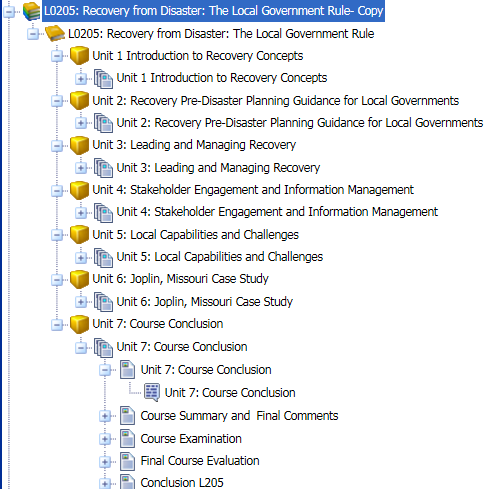 L0205: Recovery from Disaster: The Local Government Rule- Copy
L0205: Recovery from Disaster: The Local Government Rule
Unit 1 Introduction to Recovery Concepts
Unit 1 Introduction to Recovery Concepts
Unit 2: Recovery Pre-Disaster Planning Guidance for Local Governments
Unit 2: Recovery Pre-Disaster Planning Guidance for Local Governments
Unit 3: Leading and Managing Recovery
Unit 3: Leading and Managing Recovery
Unit 4: Stakeholder Engagement and Information Management
Unit 4: Stakeholder Engagement and Information Management
Unit 5: Local Capabilities and Challenges
Unit 5: Local Capabilities and Challenges
Unit 6: Joplin, Missouri Case Study
Unit 6: Joplin, Missouri Case Study
Unit 7: Course Conclusion
Unit 7: Course Conclusion
Unit 7: Course Conclusion
Unit 7: Course Conclusion
Course Summary and  Final Comments
Course Examination
Final Course Evaluation
Conclusion L205